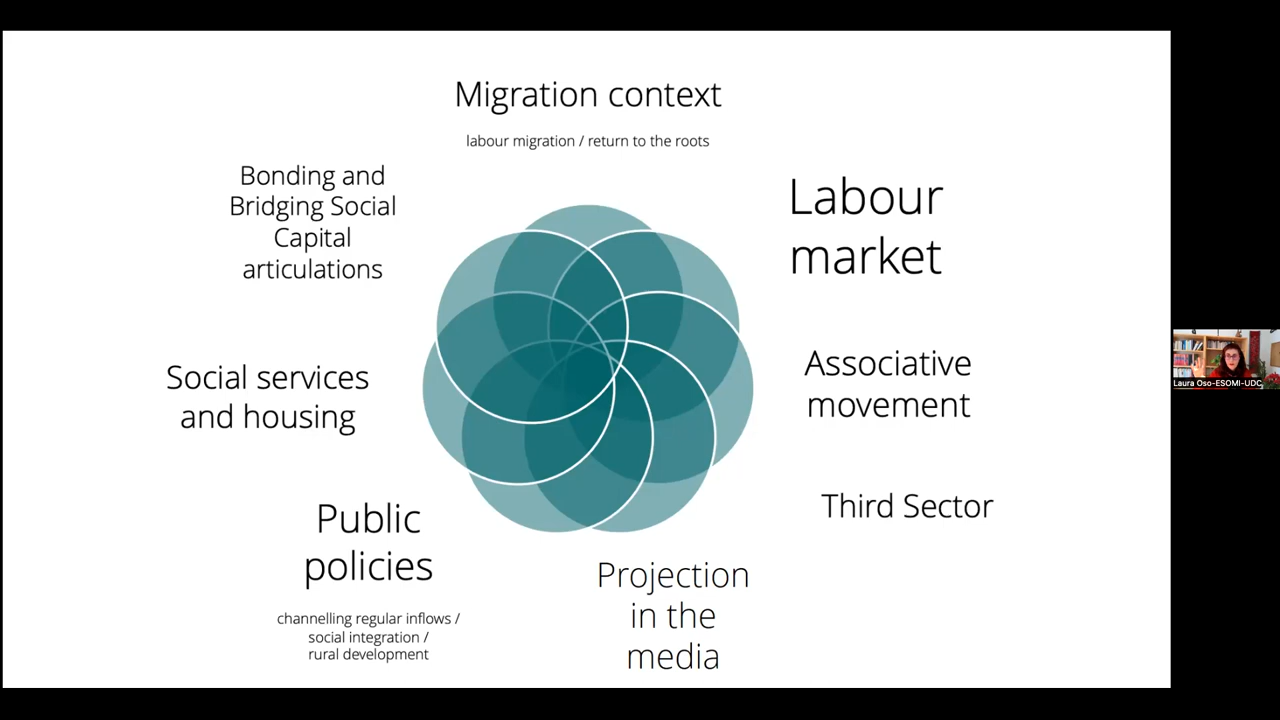 Migration context
labour migration / return to the roots
Bonding and
Bridging Social
Capital
articulations
Labour
market
Social services
and housing
Associative
movement
Third Sector
Public
policies
channelling regular inflows /
social integration /
rural development
Projection
in the
media
Laura Oso-ESOMI-UDC